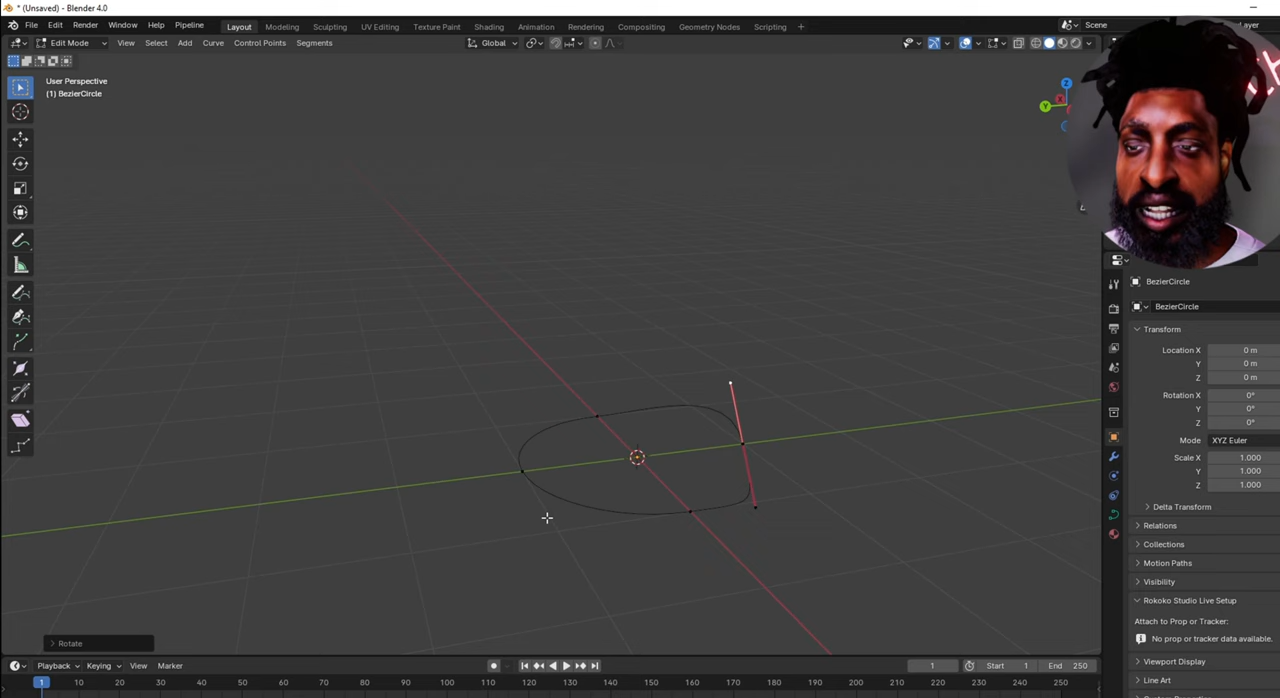 * (Unsaved) - Blender 4.0
File Edit Render Window Help Pipeline Layout Modeling Sculpting UV Editing Texture Paint Shading Animation Rendering Compositing Geometry Nodes Scripting + Scene Layer
Edit Mode View Select Add Curve Control Points Segments Global
User Perspective
(1) BezierCircle
Z
Y
X
BezierCircle
BezierCircle
Transform
Location X 0 m
Y 0 m
Z 0 m
Rotation X 0°
Y 0°
Z 0°
Mode XYZ Euler
Scale X 1.000
Y 1.000
Z 1.000
Delta Transform
Relations
Collections
Motion Paths
Visibility
Rokoko Studio Live Setup
Attach to Prop or Tracker:
No prop or tracker data available.
Viewport Display
Line Art
Rotate
Playback Keying View Marker 1 Start 1 End 250
1 10 20 30 40 50 60 70 80 90 100 110 120 130 140 150 160 170 180 190 200 210 220 230 240 250